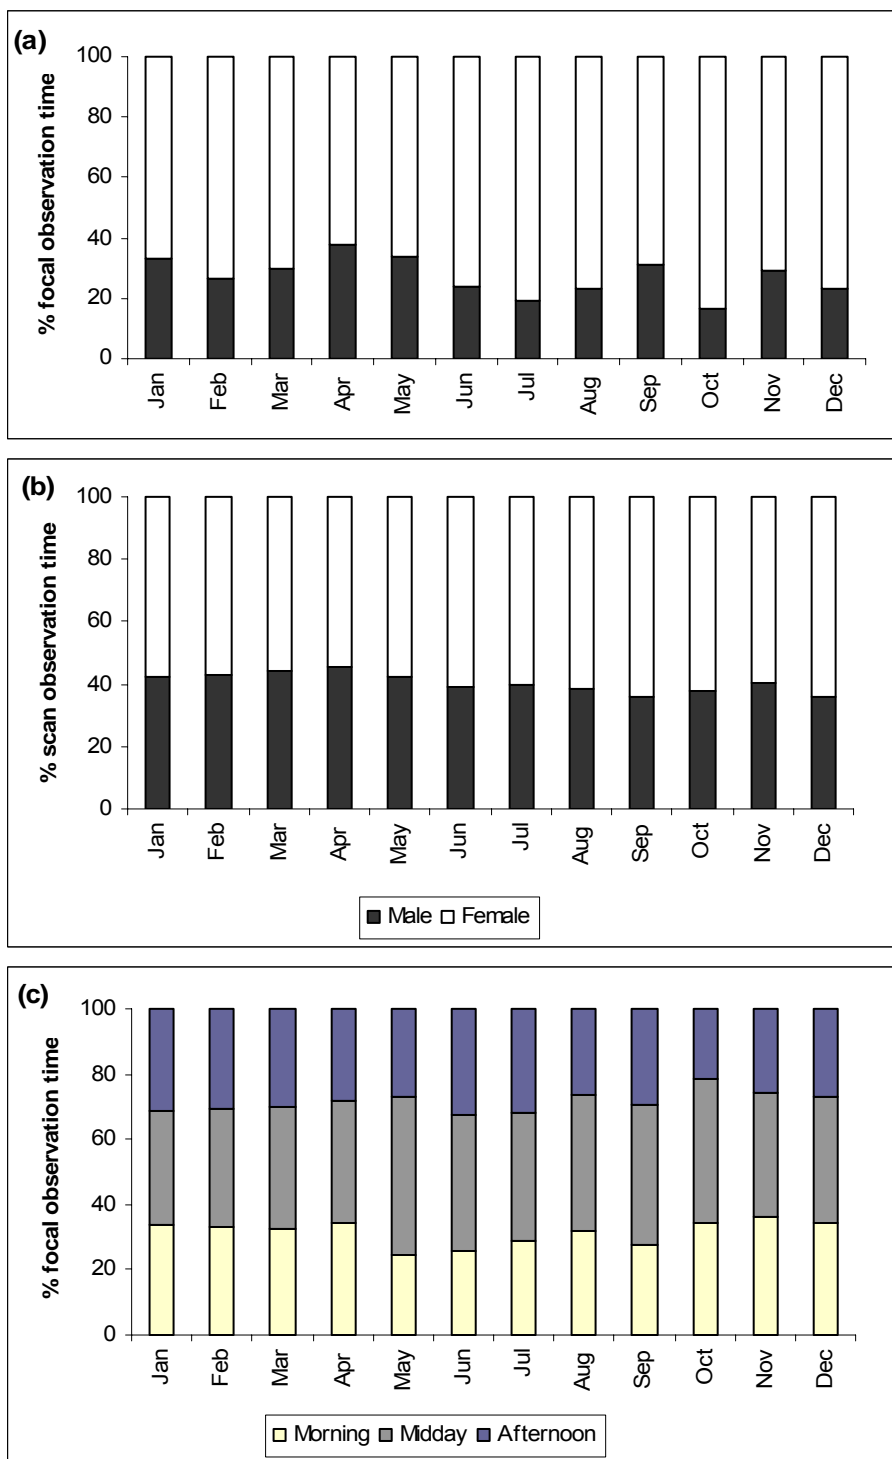 (a)
% focal observation time
100
80
60
40
20
0
Jan Feb Mar Apr May Jun Jul Aug Sep Oct Nov Dec
(b)
% scan observation time
100
80
60
40
20
0
Jan Feb Mar Apr May Jun Jul Aug Sep Oct Nov Dec
Male Female
(c)
% focal observation time
100
80
60
40
20
0
Jan Feb Mar Apr May Jun Jul Aug Sep Oct Nov Dec
Morning Midday Afternoon